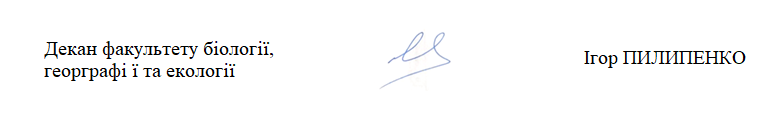 Декан факультету біології,
георграфі ї та екології
Ігор ПИЛИПЕНКО